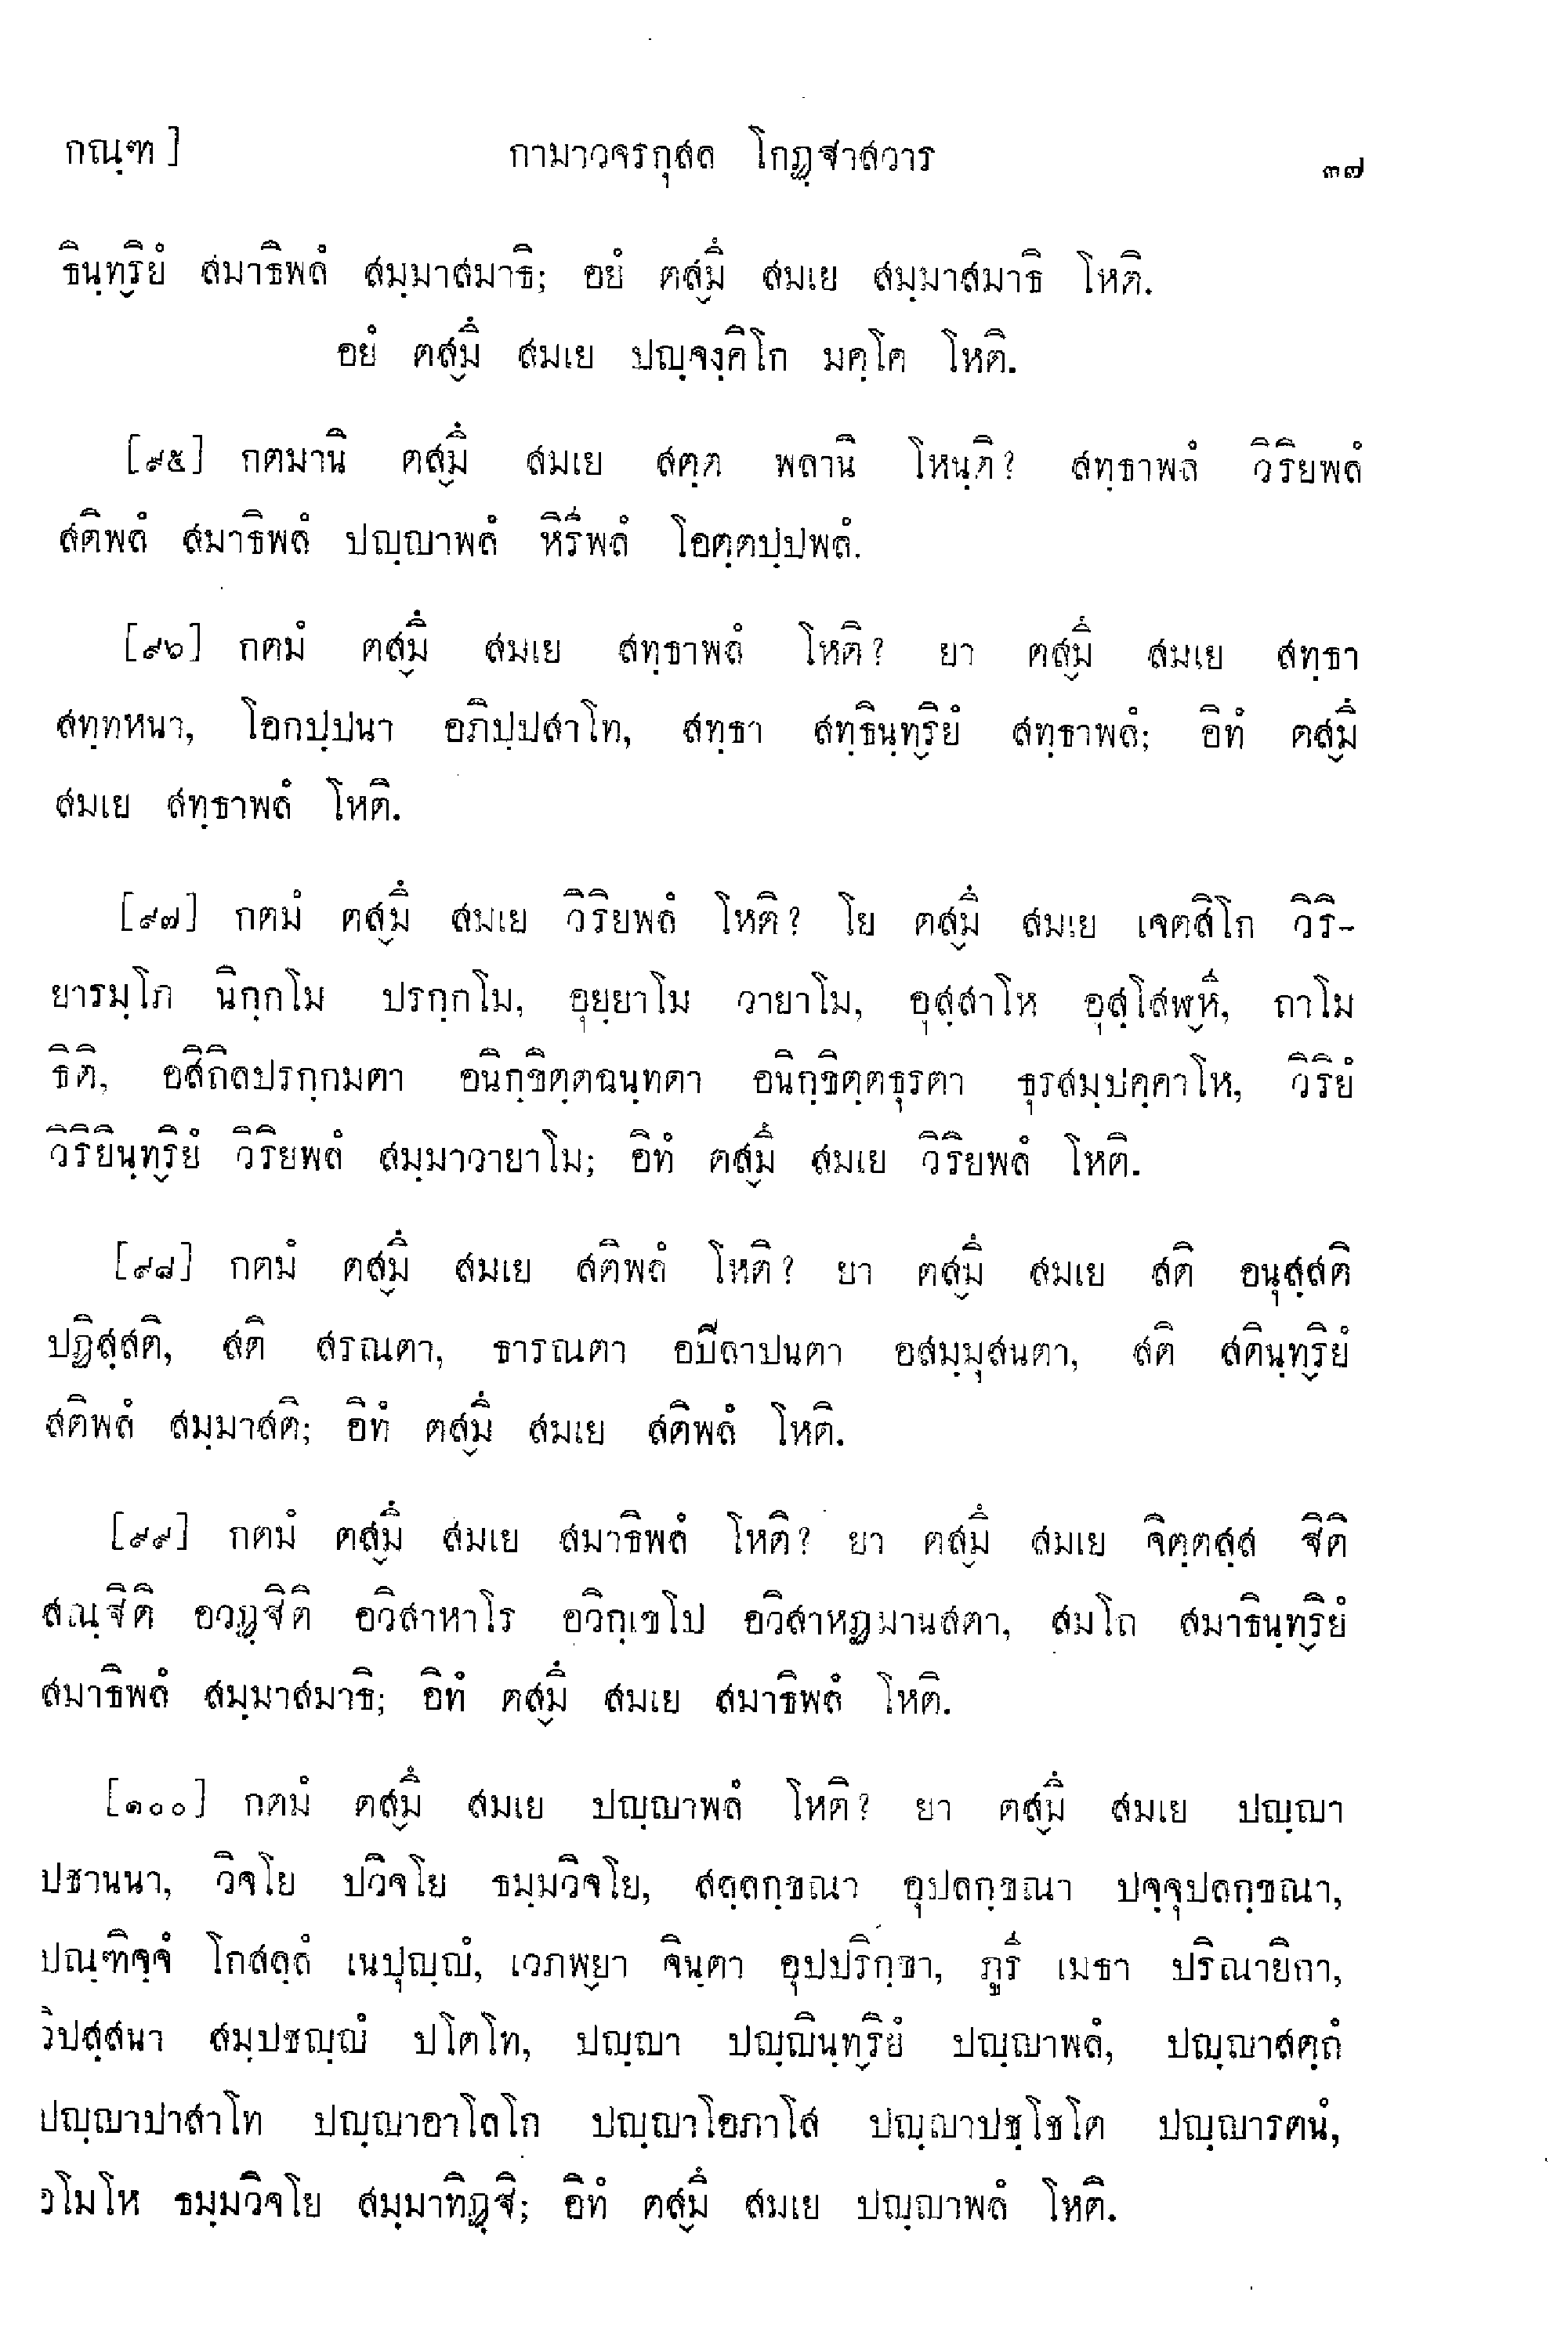 กณฺฑ ]
กามาวจรกุสล โกฏฺฐาสวาร
๓๗
ธินฺทฺริยํ สมาธิพลํ สมฺมาสมาธิ; อยํ ตสฺมึ สมเย สมฺมาสมาธิ โหติ.
อยํ ตสฺมึ สมเย ปญฺจงฺคิโก มคฺโค โหติ.
[๙๕] กตมานิ ตสฺมึ สมเย สตฺต พลานิ โหนฺติ? สทฺธาพลํ วิริยพลํ
สติพลํ สมาธิพลํ ปญฺญาพลํ หิรีพลํ โอตฺตปฺปพลํ.
[๙๖] กตมํ ตสฺมึ สมเย สทฺธาพลํ โหติ? ยา ตสฺมึ สมเย สทฺธา
สทฺทหนา, โอกปฺปนา อภิปฺปสาโท, สทฺธา สทฺธินฺทฺริยํ สทฺธาพลํ; อิทํ ตสฺมึ
สมเย สทฺธาพลํ โหติ.
[๙๗] กตมํ ตสฺมึ สมเย วิริยพลํ โหติ? โย ตสฺมึ สมเย เจตสิโก วิริ-
ยารมฺโภ นิกฺกโม ปรกฺกโม, อุยฺยาโม วายาโม, อุสฺสาโห อุสฺโสฬฺหี, ถาโม
ธิติ, อสิถิลปรกฺกมตา อนิกฺขิตฺตฉนฺทตา อนิกฺขิตฺตธุรตา ธุรสมฺปคฺคาโห, วิริยํ
วิริยินฺทฺริยํ วิริยพลํ สมฺมาวายาโม; อิทํ ตสฺมึ สมเย วิริยพลํ โหติ.
[๙๘] กตมํ ตสฺมึ สมเย สติพลํ โหติ? ยา ตสฺมึ สมเย สติ อนุสฺสติ
ปฏิสฺสติ, สติ สรณตา, ธารณตา อปิลาปนตา อสมฺมุสนตา, สติ สตินฺทฺริยํ
สติพลํ สมฺมาสติ; อิทํ ตสฺมึ สมเย สติพลํ โหติ.
[๙๙] กตมํ ตสฺมึ สมเย สมาธิพลํ โหติ? ยา ตสฺมึ สมเย จิตฺตสฺส ฐิติ
สณฺฐิติ อวฏฺฐิติ อวิสาหาโร อวิกฺเขโป อวิสาหฏมานสตา, สมโถ สมาธินฺทฺริยํ
สมาธิพลํ สมฺมาสมาธิ; อิทํ ตสฺมึ สมเย สมาธิพลํ โหติ.
[๑๐๐] กตมํ ตสฺมึ สมเย ปญฺญาพลํ โหติ? ยา ตสฺมึ สมเย ปญฺญา
ปชานนา, วิจโย ปวิจโย ธมฺมวิจโย, สลฺลกฺขณา อุปลกฺขณา ปจฺจุปลกฺขณา,
ปณฺฑิจฺจํ โกสลฺลํ เนปุญฺญํ, เวภพฺยา จินฺตา อุปปริกฺขา, ภูรี เมธา ปริณายิกา,
วิปสฺสนา สมฺปชญฺญํ ปโตโท, ปญฺญา ปญฺญินฺทฺริยํ ปญฺญาพลํ, ปญฺญาสตฺถํ
ปญฺญาปาสาโท ปญฺญาอาโลโก ปญฺญาโอภาโส ปญฺญาปชฺโชโต ปญฺญารตนํ,
อโมโห ธมฺมวิจโย สมฺมาทิฏฺฐิ; อิทํ ตสฺมึ สมเย ปญฺญาพลํ โหติ.